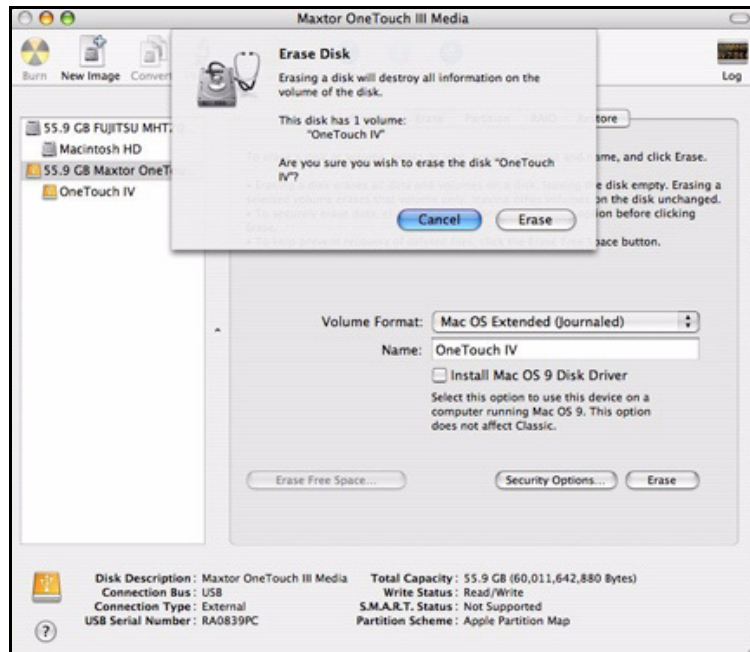 Maxtor OneTouch III Media
Burn
New Image
Convert
Log
Erase Disk
Erasing a disk will destroy all information on the
volume of the disk.
This disk has 1 volume:
"OneTouch IV"
Are you sure you wish to erase the disk "OneTouch
IV"?
Cancel
Erase
55.9 GB FUJITSU
Macintosh HD
55.9 GB Maxtor
OneTouch IV
Erase
Partition
RAID
and click Erase.
disk empty. Erasing a
on the disk unchanged.
before clicking
button.
Volume Format: Mac OS Extended (Journaled)
Name: OneTouch IV
Install Mac OS 9 Disk Driver
Select this option to use this device on a
computer running Mac OS 9. This option
does not affect Classic.
Erase Free Space...
Security Options...
Erase
Disk Description : Maxtor OneTouch III Media
Connection Bus : USB
Connection Type : External
USB Serial Number : RA0839PC
Total Capacity : 55.9 GB (60,011,642,880 Bytes)
Write Status : Read/Write
S.M.A.R.T. Status : Not Supported
Partition Scheme : Apple Partition Map
?